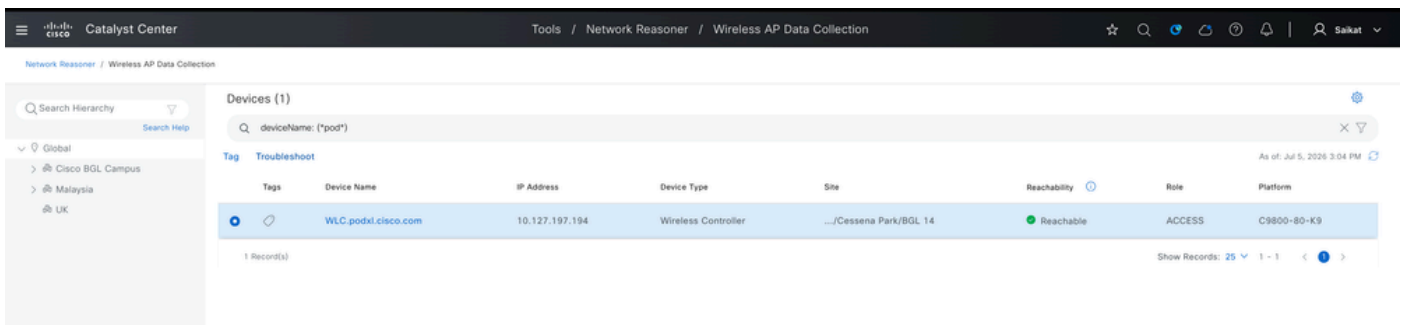 CISCO Catalyst Center Tools / Network Reasoner / Wireless AP Data Collection Saikat
Network Reasoner / Wireless AP Data Collection
Search Hierarchy
Search Help
Global
Cisco BGL Campus
Malaysia
UK
Devices (1)
deviceName: (*pod*)
Tag Troubleshoot As of: Jul 5, 2026 3:04 PM
Tags Device Name IP Address Device Type Site Reachability Role Platform
WLC.podxl.cisco.com 10.127.197.194 Wireless Controller .../Cessena Park/BGL 14 Reachable ACCESS C9800-80-K9
1 Record(s) Show Records: 25 1 - 1 1